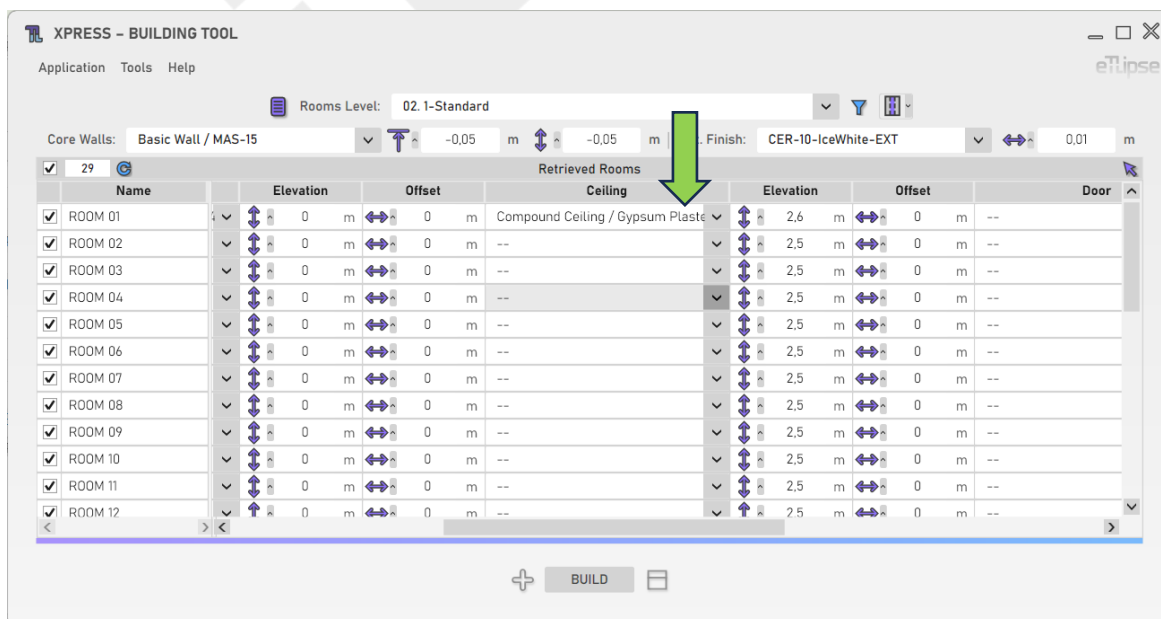 XPRESS – BUILDING TOOL
Application Tools Help
eTLipse
Rooms Level: 02. 1-Standard
Core Walls: Basic Wall / MAS-15 -0,05 m -0,05 m . Finish: CER-10-IceWhite-EXT 0,01 m
29 Retrieved Rooms
Name Elevation Offset Ceiling Elevation Offset Door
ROOM 01 0 m 0 m Compound Ceiling / Gypsum Plaste 2,6 m 0 m --
ROOM 02 0 m 0 m -- 2,5 m 0 m --
ROOM 03 0 m 0 m -- 2,5 m 0 m --
ROOM 04 0 m 0 m -- 2,5 m 0 m --
ROOM 05 0 m 0 m -- 2,5 m 0 m --
ROOM 06 0 m 0 m -- 2,5 m 0 m --
ROOM 07 0 m 0 m -- 2,5 m 0 m --
ROOM 08 0 m 0 m -- 2,5 m 0 m --
ROOM 09 0 m 0 m -- 2,5 m 0 m --
ROOM 10 0 m 0 m -- 2,5 m 0 m --
ROOM 11 0 m 0 m -- 2,5 m 0 m --
ROOM 12 0 m 0 m -- 2,5 m 0 m --
BUILD